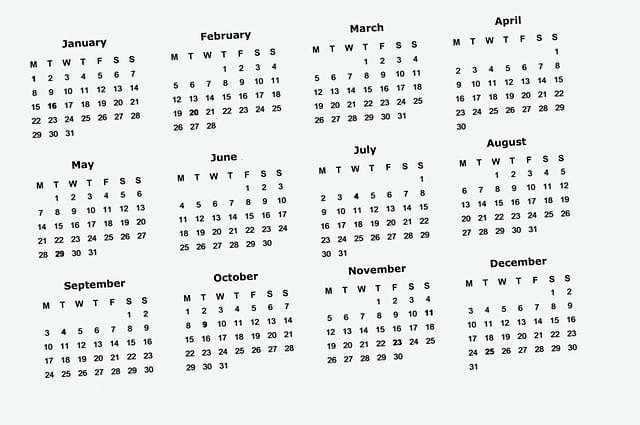 January
M T W T F S S
1 2 3 4 5 6 7
8 9 10 11 12 13 14
15 16 17 18 19 20 21
22 23 24 25 26 27 28
29 30 31
February
M T W T F S S
1 2 3 4
5 6 7 8 9 10 11
12 13 14 15 16 17 18
19 20 21 22 23 24 25
26 27 28
March
M T W T F S S
1 2 3 4
5 6 7 8 9 10 11
12 13 14 15 16 17 18
19 20 21 22 23 24 25
26 27 28 29 30 31
April
M T W T F S S
1
2 3 4 5 6 7 8
9 10 11 12 13 14 15
16 17 18 19 20 21 22
23 24 25 26 27 28 29
30
May
M T W T F S S
1 2 3 4 5 6
7 8 9 10 11 12 13
14 15 16 17 18 19 20
21 22 23 24 25 26 27
28 29 30 31
June
M T W T F S S
1 2 3
4 5 6 7 8 9 10
11 12 13 14 15 16 17
18 19 20 21 22 23 24
25 26 27 28 29 30
July
M T W T F S S
1
2 3 4 5 6 7 8
9 10 11 12 13 14 15
16 17 18 19 20 21 22
23 24 25 26 27 28 29
30 31
August
M T W T F S S
1 2 3 4 5
6 7 8 9 10 11 12
13 14 15 16 17 18 19
20 21 22 23 24 25 26
27 28 29 30 31
September
M T W T F S S
1 2
3 4 5 6 7 8 9
10 11 12 13 14 15 16
17 18 19 20 21 22 23
24 25 26 27 28 29 30
October
M T W T F S S
1 2 3 4 5 6 7
8 9 10 11 12 13 14
15 16 17 18 19 20 21
22 23 24 25 26 27 28
29 30 31
November
M T W T F S S
1 2 3 4
5 6 7 8 9 10 11
12 13 14 15 16 17 18
19 20 21 22 23 24 25
26 27 28 29 30
December
M T W T F S S
1 2
3 4 5 6 7 8 9
10 11 12 13 14 15 16
17 18 19 20 21 22 23
24 25 26 27 28 29 30
31